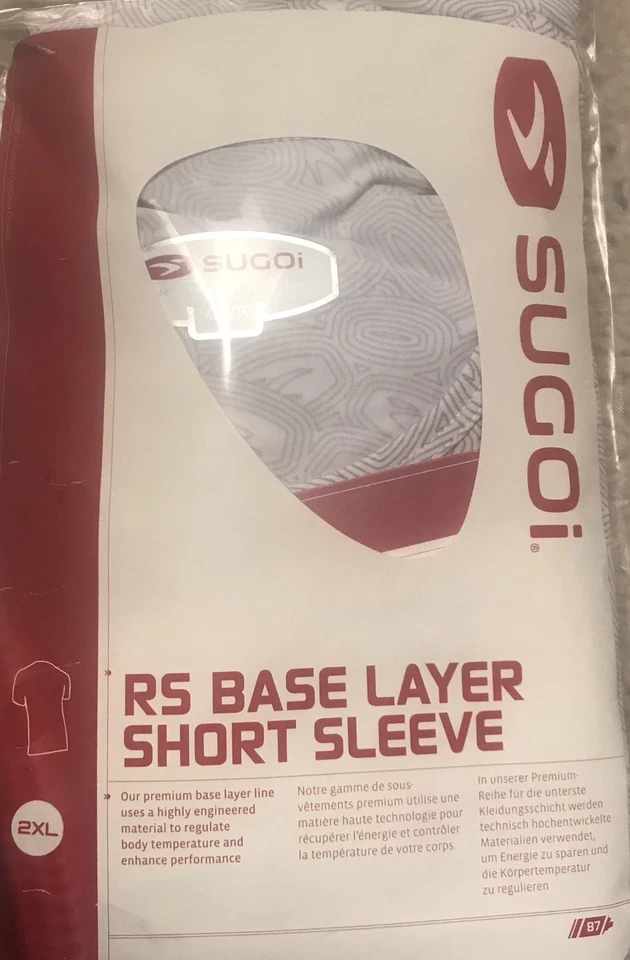 SUGOi
SUGOi®
RS BASE LAYER
SHORT SLEEVE
» Our premium base layer line
uses a highly engineered
material to regulate
body temperature and
enhance performance
Notre gamme de sous-
vêtements premium utilise une
matière haute technologie pour
récupérer l'énergie et contrôler
la température de votre corps.
In unserer Premium-
Reihe für die unterste
Kleidungsschicht werden
technisch hochentwickelte
Materialien verwendet,
um Energie zu sparen und
die Körpertemperatur
zu regulieren
2XL
87